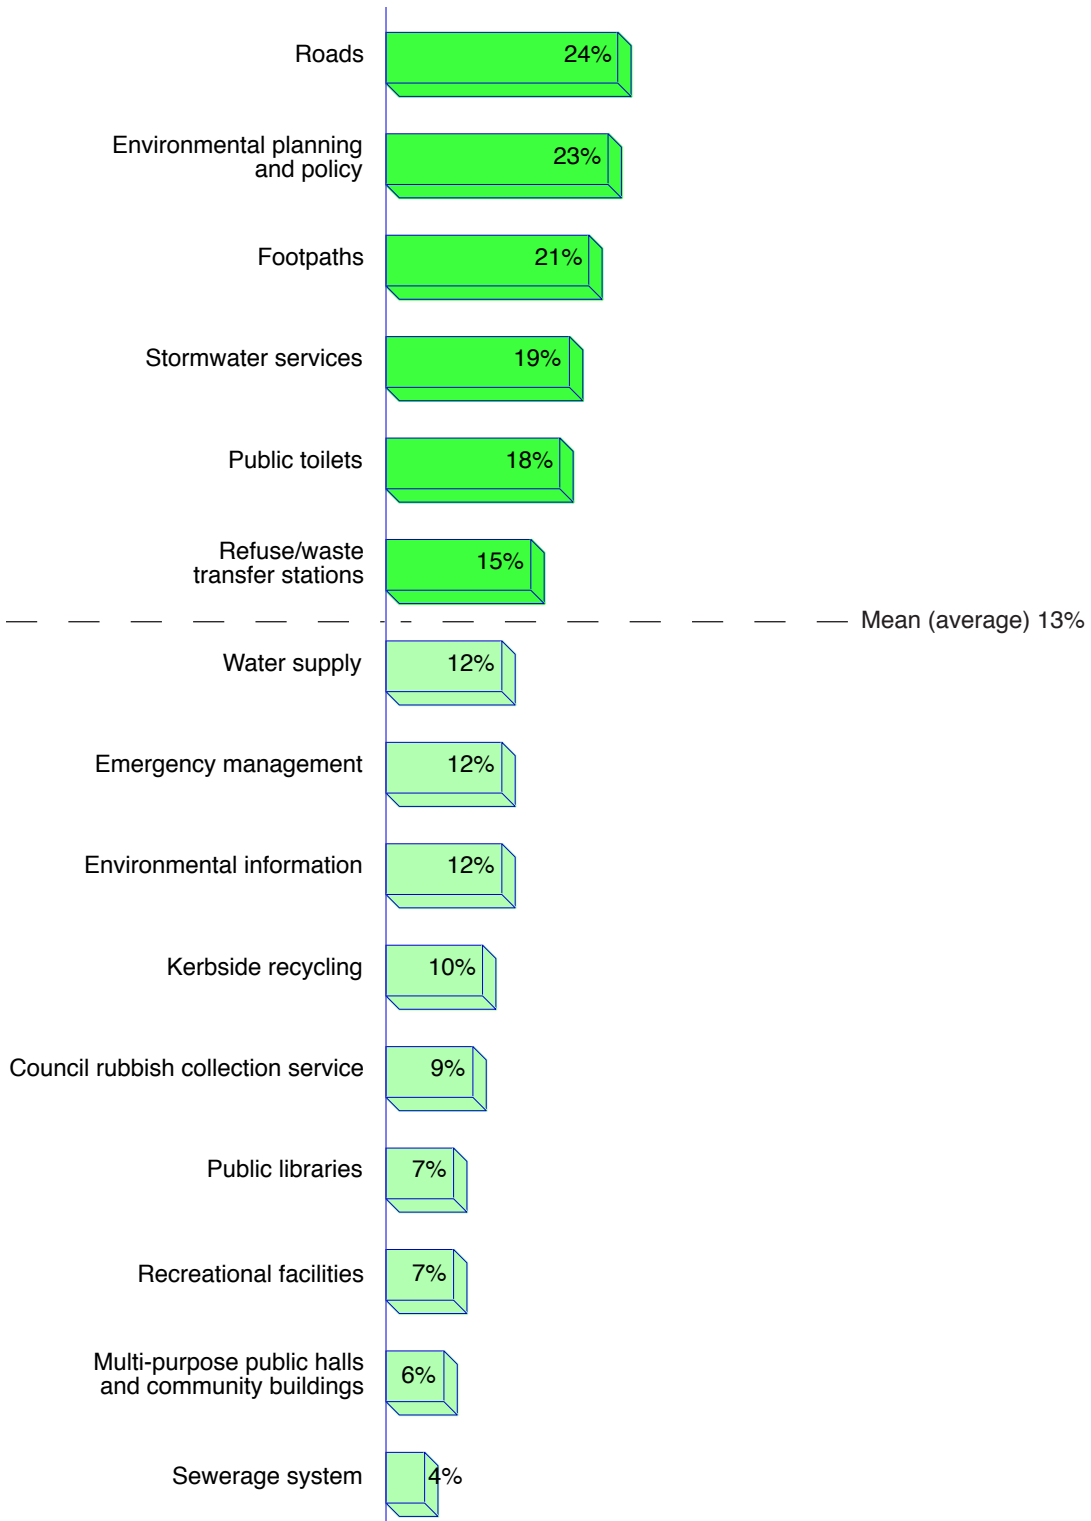 Roads 24%
Environmental planning
and policy 23%
Footpaths 21%
Stormwater services 19%
Public toilets 18%
Refuse/waste
transfer stations 15%
Mean (average) 13%
Water supply 12%
Emergency management 12%
Environmental information 12%
Kerbside recycling 10%
Council rubbish collection service 9%
Public libraries 7%
Recreational facilities 7%
Multi-purpose public halls
and community buildings 6%
Sewerage system 4%